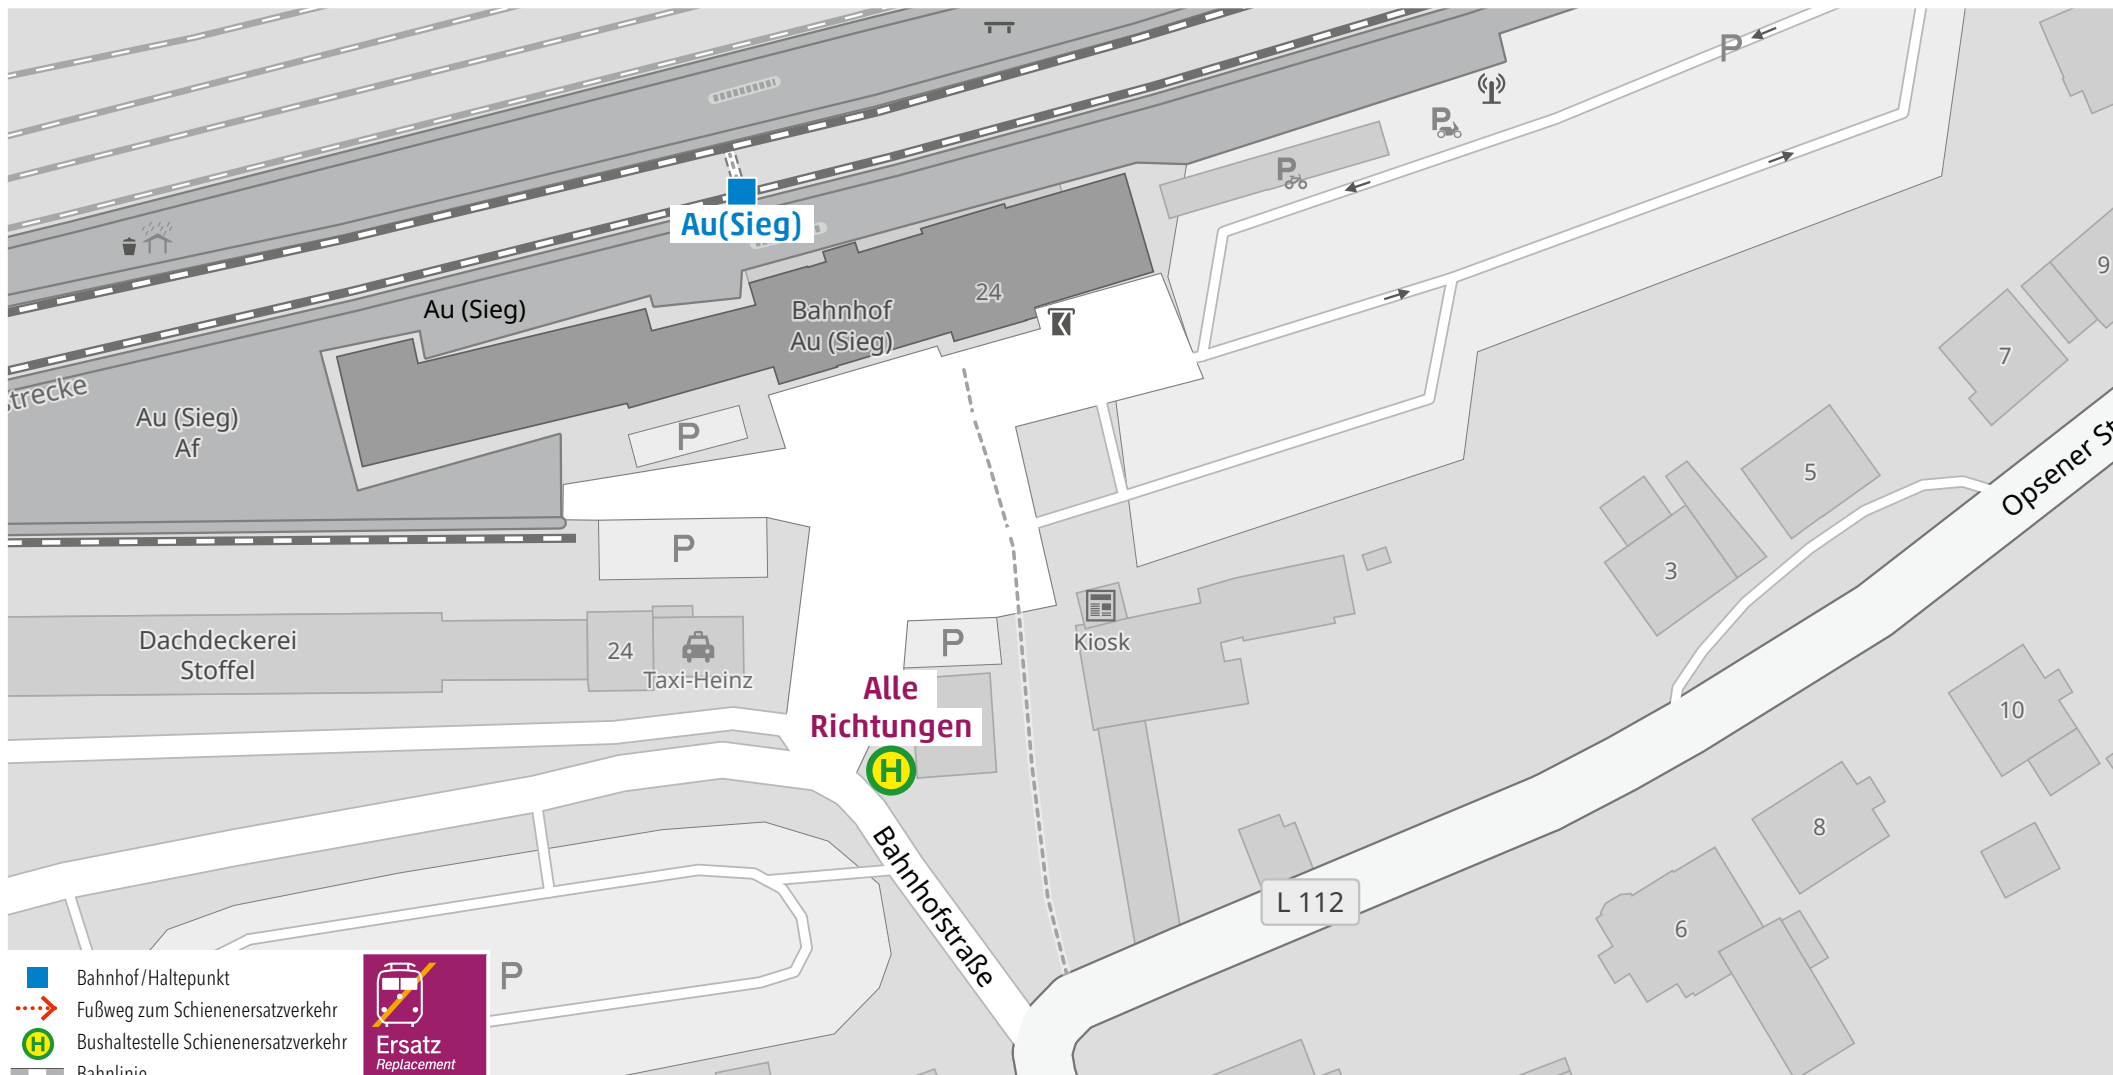 P
P
P
Au(Sieg)
Au (Sieg)
Bahnhof
Au (Sieg)
24
strecke
Au (Sieg)
Af
P
P
9
7
5
3
Opsener St
Dachdeckerei
Stoffel
24
Taxi-Heinz
P
Kiosk
Alle
Richtungen
H
10
8
6
L 112
Bahnhofstraße
P
Bahnhof/Haltepunkt
Fußweg zum Schienenersatzverkehr
H
Bushaltestelle Schienenersatzverkehr
Bahnlinie
Ersatz
Replacement